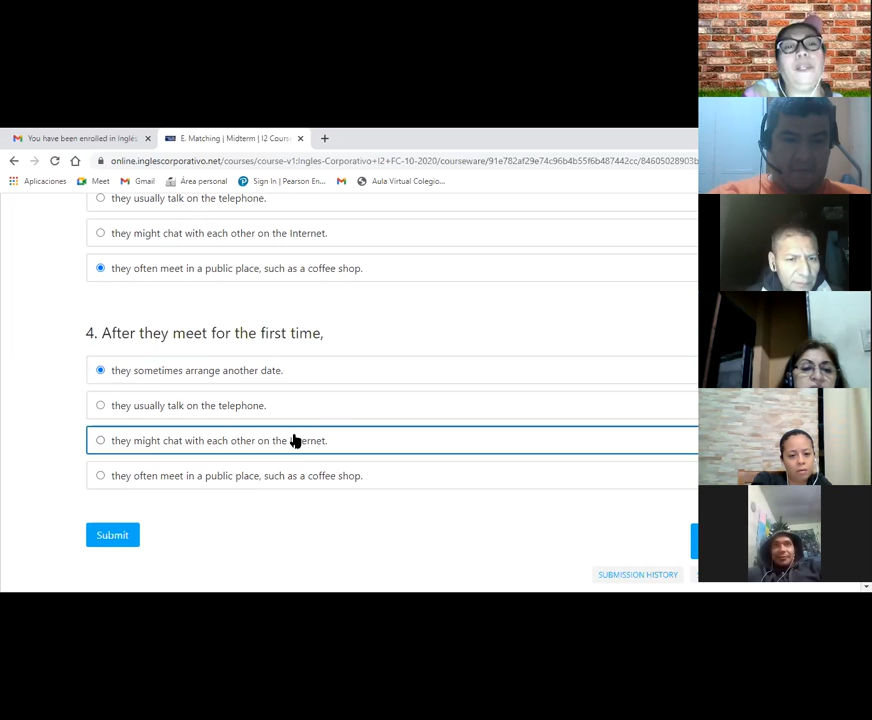 You have been enrolled in Inglés
E. Matching | Midterm | I2 Cours
online.inglescorporativo.net/courses/course-v1:Ingles-Corporativo+I2+FC-10-2020/courseware/91e782af29e74c96b4b55f6b487442cc/84605028903b
Aplicaciones Meet Gmail Área personal Sign In | Pearson En... Aula Virtual Colegio...
they usually talk on the telephone.
they might chat with each other on the Internet.
they often meet in a public place, such as a coffee shop.
4. After they meet for the first time,
they sometimes arrange another date.
they usually talk on the telephone.
they might chat with each other on the
they often meet in a public place, such as a coffee shop.
Submit
SUBMISSION HISTORY